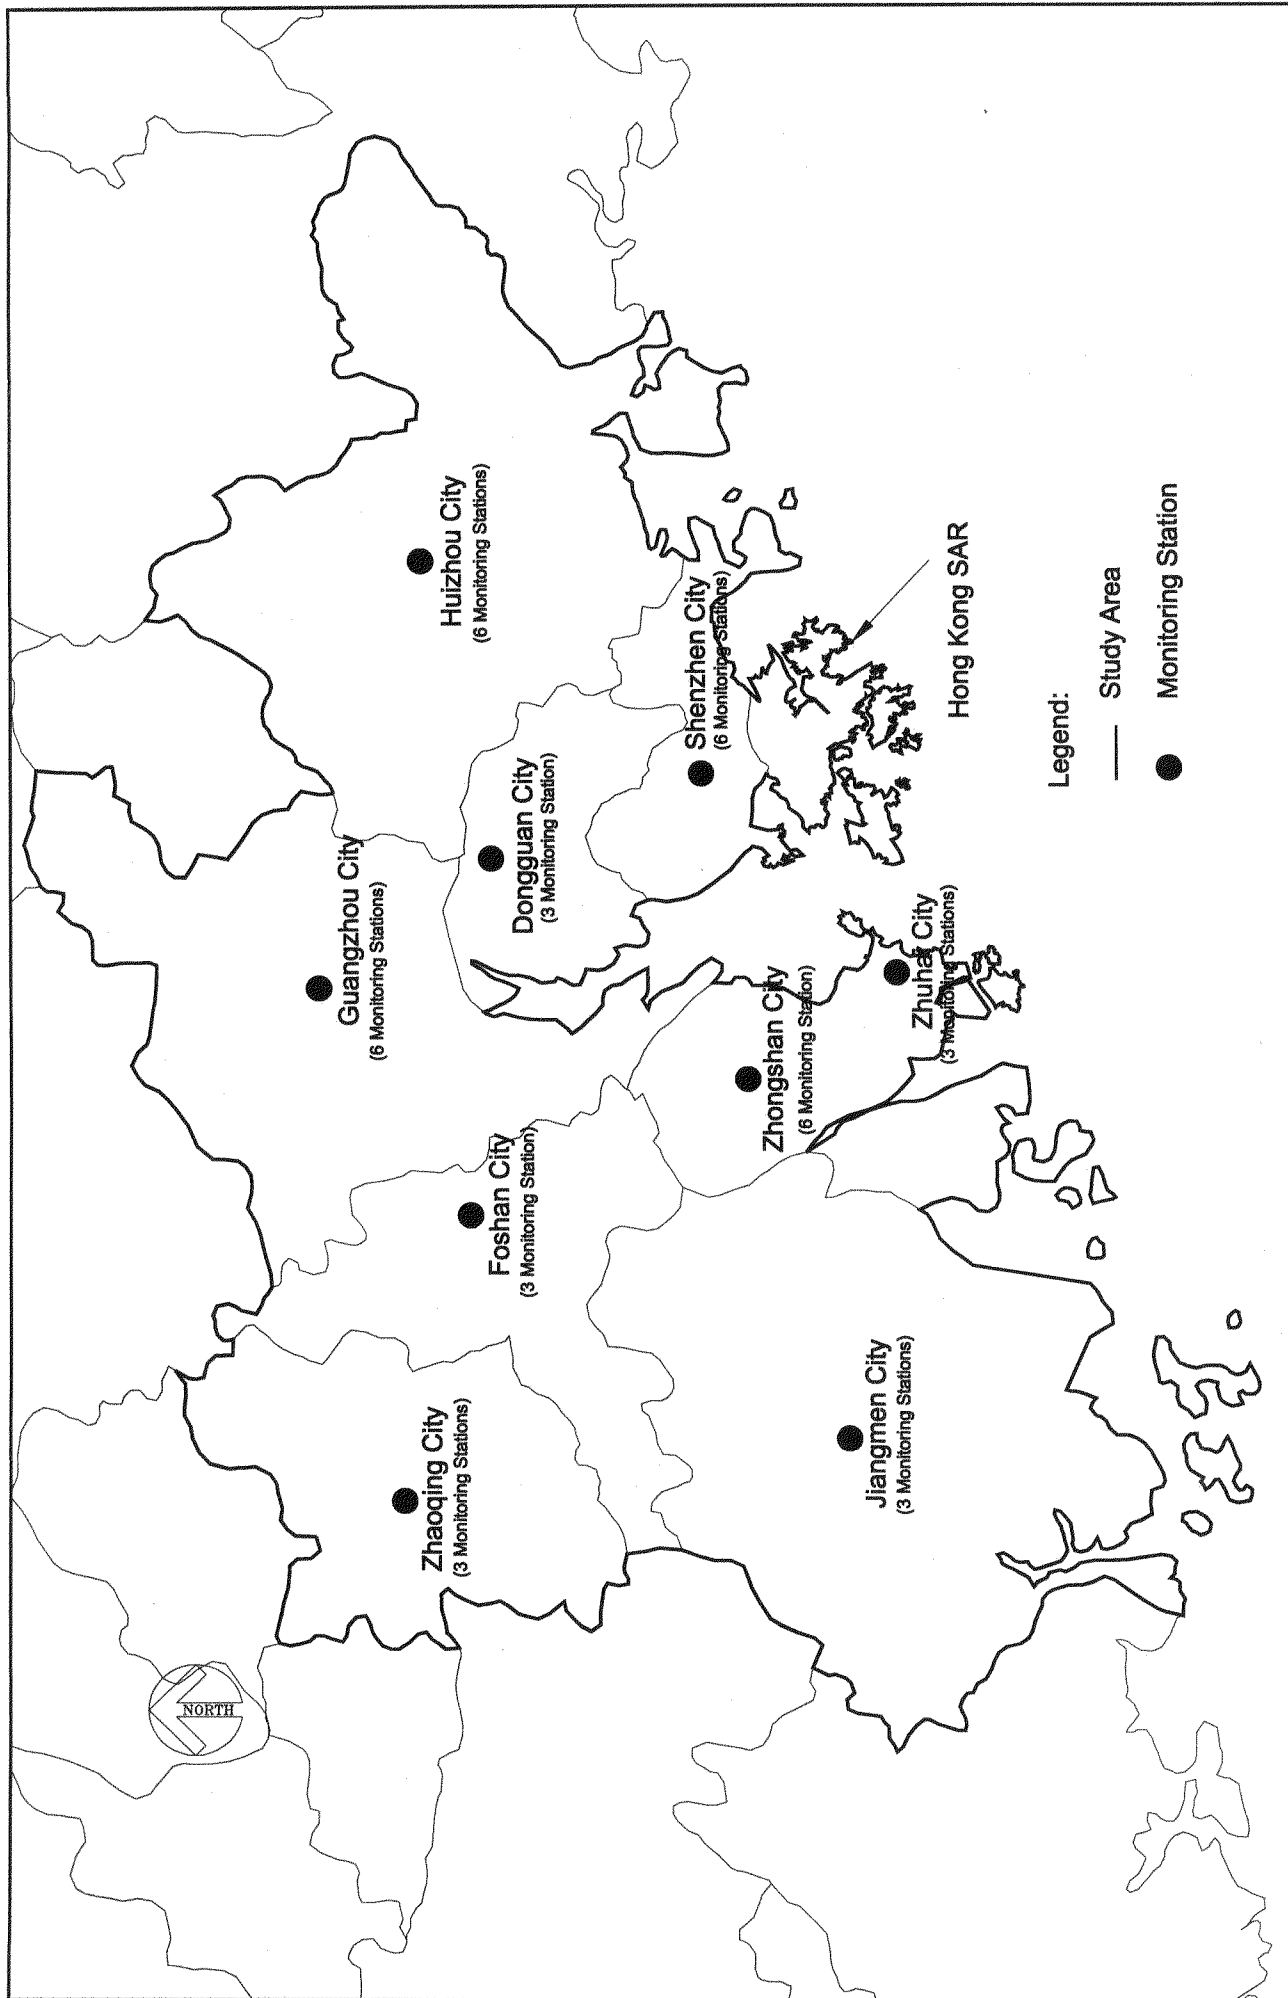 NORTH
Guangzhou City
(6 Monitoring Stations)
Huizhou City
(6 Monitoring Stations)
Zhaoqing City
(3 Monitoring Stations)
Foshan City
(3 Monitoring Station)
Dongguan City
(3 Monitoring Station)
Shenzhen City
(6 Monitoring Stations)
Zhongshan City
(6 Monitoring Station)
Jiangmen City
(3 Monitoring Stations)
Zhuhai City
(3 Monitoring Stations)
Hong Kong SAR
Legend:
Study Area
Monitoring Station